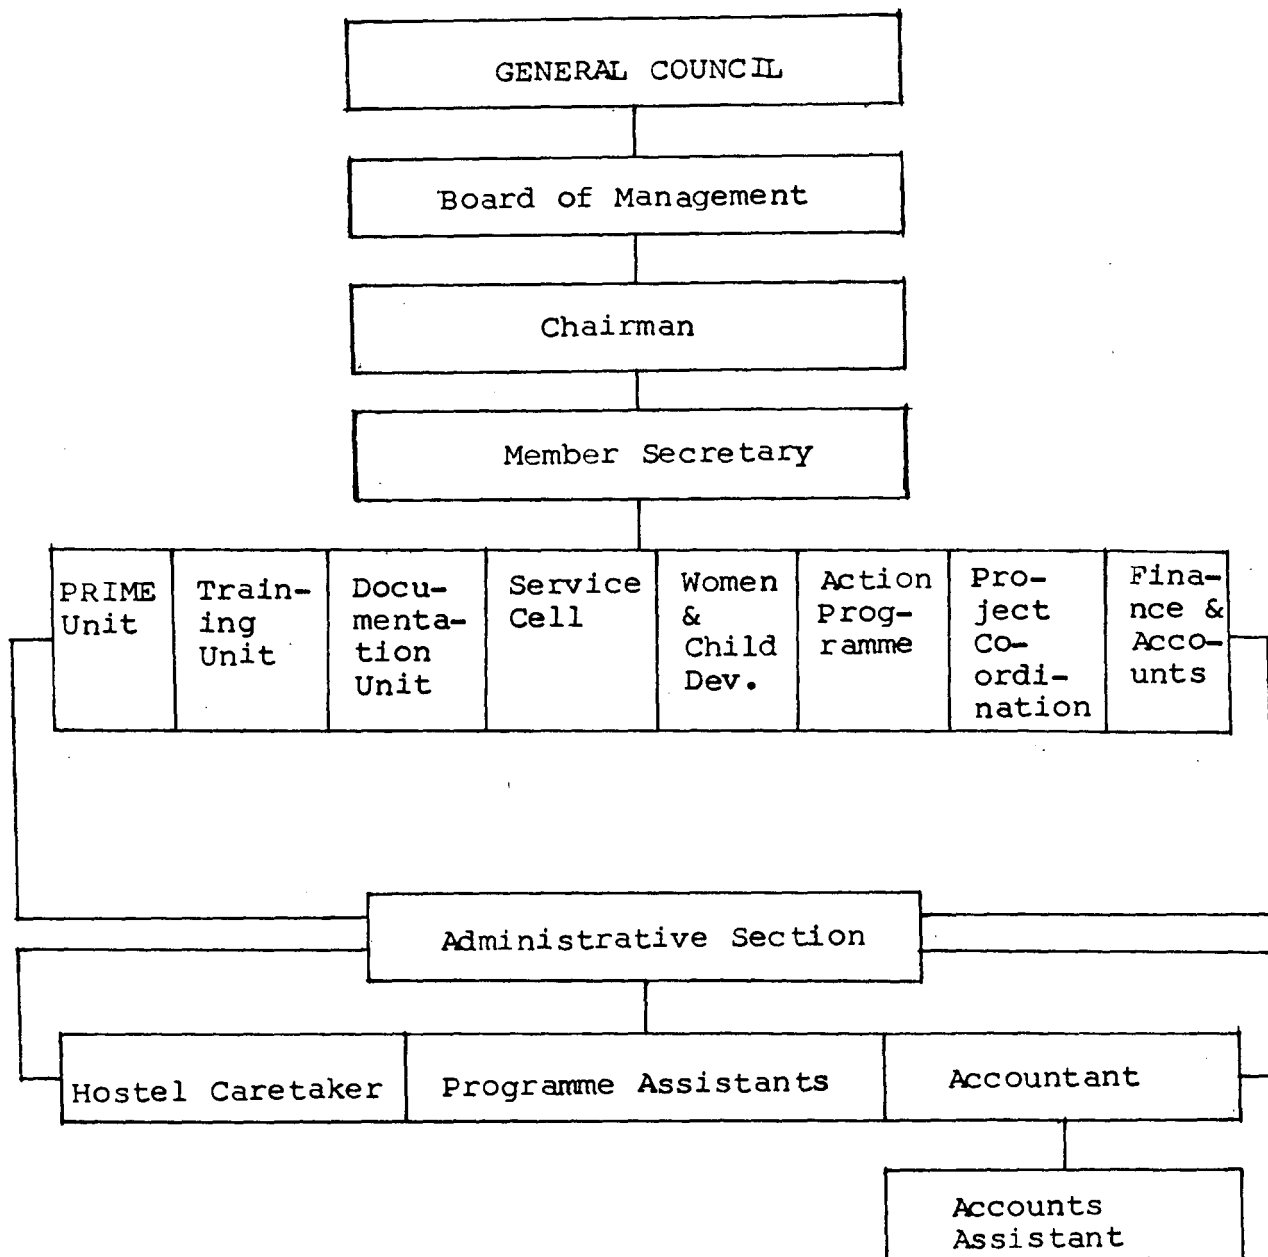 GENERAL COUNCIL
Board of Management
Chairman
Member Secretary
PRIME
Unit
Train-
ing
Unit
Docu-
menta-
tion
Unit
Service
Cell
Women
&
Child
Dev.
Action
Prog-
ramme
Pro-
ject
Co-
ordi-
nation
Fina-
nce &
Acco-
unts
Administrative Section
Hostel Caretaker
Programme Assistants
Accountant
Accounts
Assistant